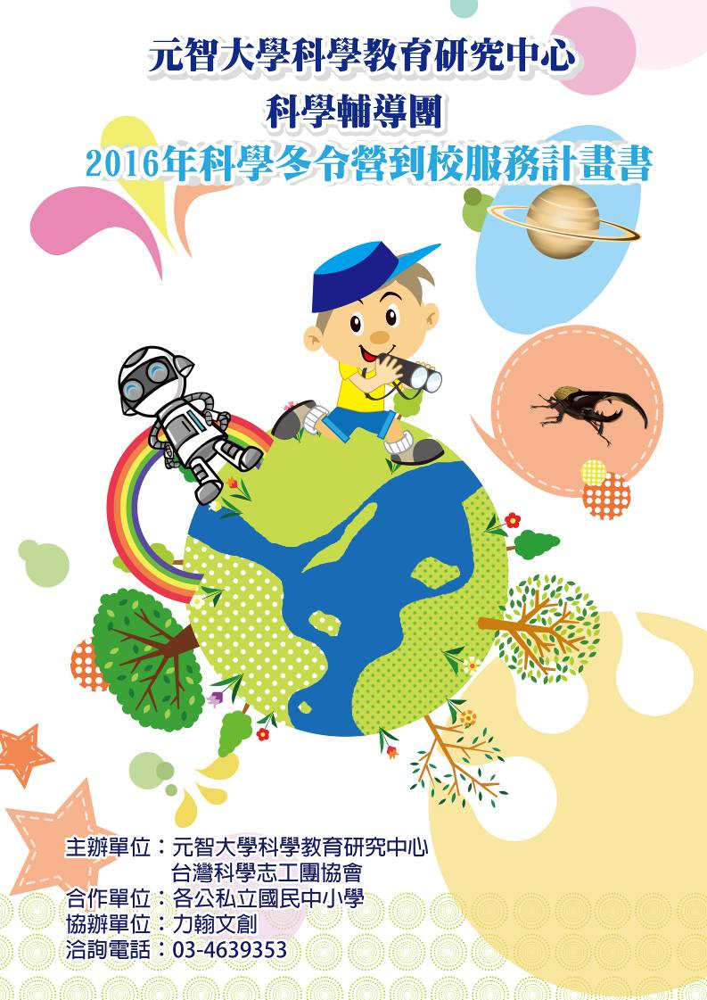 元智大學科學教育研究中心
科學輔導團
2016年科學冬令營到校服務計畫書
主辦單位：元智大學科學教育研究中心
台灣科學志工團協會
合作單位：各公私立國民中小學
協辦單位：力翰文創
洽詢電話：03-4639353